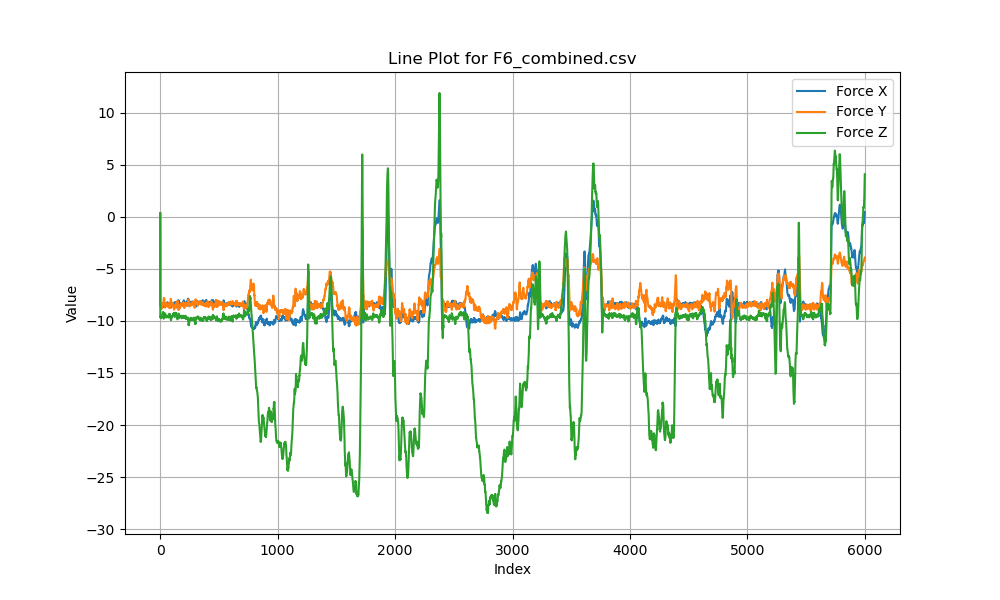 Line Plot for F6_combined.csv
Force X
Force Y
Force Z
10
5
0
−5
−10
−15
−20
−25
−30
Value
0 1000 2000 3000 4000 5000 6000
Index